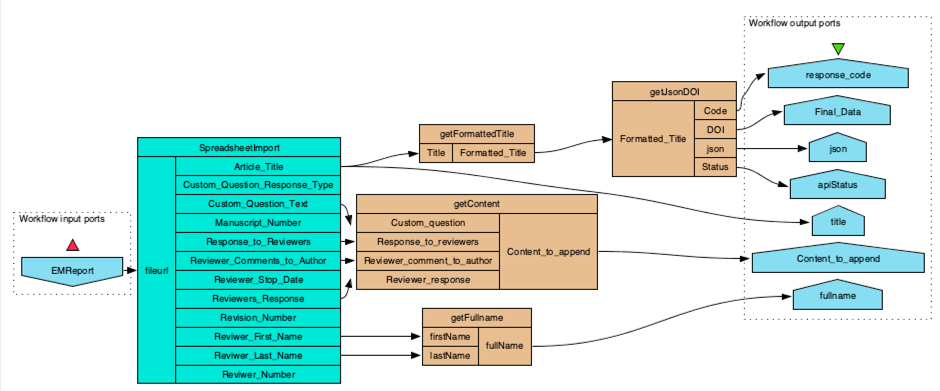 Workflow input ports
EMReport
SpreadsheetImport
fileurl
Article_Title
Custom_Question_Response_Type
Custom_Question_Text
Manuscript_Number
Response_to_Reviewers
Reviewer_Comments_to_Author
Reviewer_Stop_Date
Reviewers_Response
Revision_Number
Reviwer_First_Name
Reviwer_Last_Name
Reviwer_Number
getFormattedTitle
Title
Formatted_Title
getContent
Custom_question
Response_to_reviewers
Reviewer_comment_to_author
Reviewer_response
Content_to_append
getFullname
firstName
lastName
fullName
getJsonDOI
Formatted_Title
Code
DOI
json
Status
Workflow output ports
response_code
Final_Data
json
apiStatus
title
Content_to_append
fullname